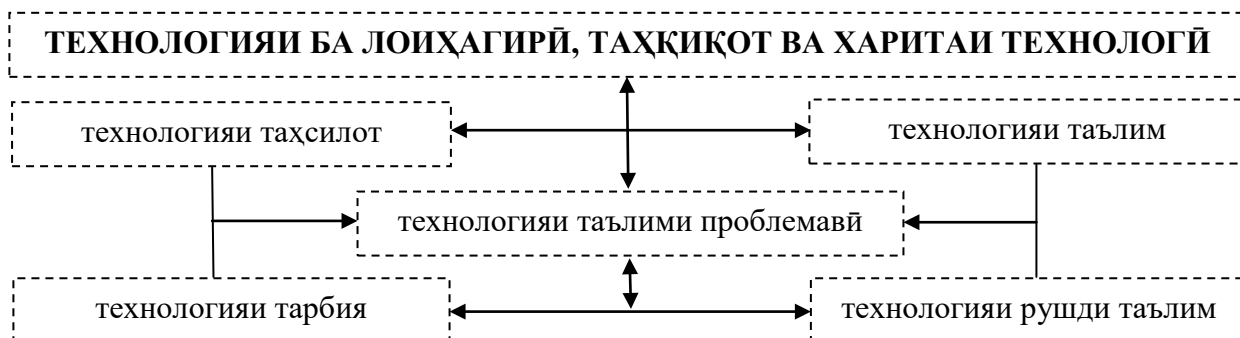 ТЕХНОЛОГИЯИ БА ЛОИҲАГИРӢ, ТАҲҚИҚОТ ВА ХАРИТАИ ТЕХНОЛОГӢ
технологияи таҳсилот
технологияи таълим
технологияи таълими проблемавӣ
технологияи тарбия
технологияи рушди таълим